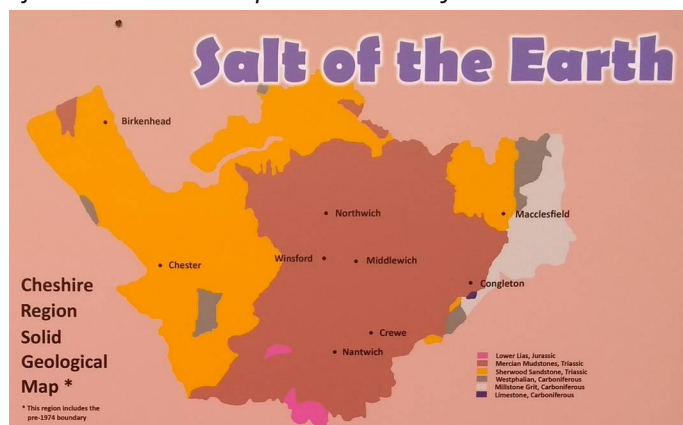 Salt of the Earth
Birkenhead
Northwich
Macclesfield
Winsford
Middlewich
Chester
Congleton
Crewe
Nantwich
Cheshire
Region
Solid
Geological
Map *
* This region includes the
pre-1974 boundary
Lower Lias, Jurassic
Mercian Mudstones, Triassic
Sherwood Sandstone, Triassic
Westphalian, Carboniferous
Millstone Grit, Carboniferous
Limestone, Carboniferous